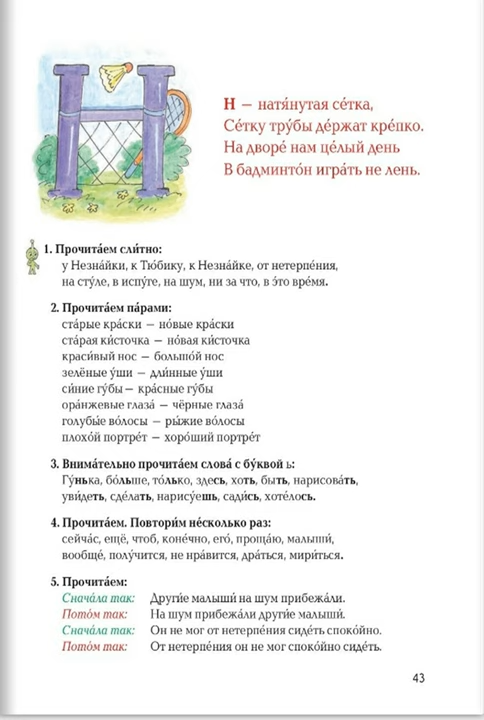 Н — натя́нутая се́тка,
Се́тку тру́бы де́ржат кре́пко.
На дворе́ нам це́лый день
В бадминто́н игра́ть не лень.
1. Прочита́ем сли́тно:
у Незна́йки, к Тю́бику, к Незна́йке, от нетерпе́ния,
на сту́ле, в испу́ге, на шум, ни за что, в э́то вре́мя.
2. Прочита́ем па́рами:
ста́рые кра́ски — но́вые кра́ски
ста́рая ки́сточка — но́вая ки́сточка
краси́вый нос — большо́й нос
зелёные у́ши — дли́нные у́ши
си́ние гу́бы — кра́сные гу́бы
ора́нжевые глаза́ — чёрные глаза́
голубы́е во́лосы — ры́жие во́лосы
плохо́й портре́т — хоро́ший портре́т
3. Внима́тельно прочита́ем слова́ с бу́квой ь:
Гу́нька, бо́льше, то́лько, здесь, хоть, быть, нарисова́ть,
уви́деть, сде́лать, нарису́ешь, сади́сь, хоте́лось.
4. Прочита́ем. Повтори́м не́сколько раз:
сейча́с, ещё, чтоб, коне́чно, его́, проща́ю, малыши́,
вообще́, полу́чится, не нра́вится, дра́ться, мири́ться.
5. Прочита́ем:
Снача́ла так: Други́е малыши́ на шум прибежа́ли.
Пото́м так: На шум прибежа́ли други́е малыши́.
Снача́ла так: Он не мог от нетерпе́ния сиде́ть споко́йно.
Пото́м так: От нетерпе́ния он не мог споко́йно сиде́ть.
43